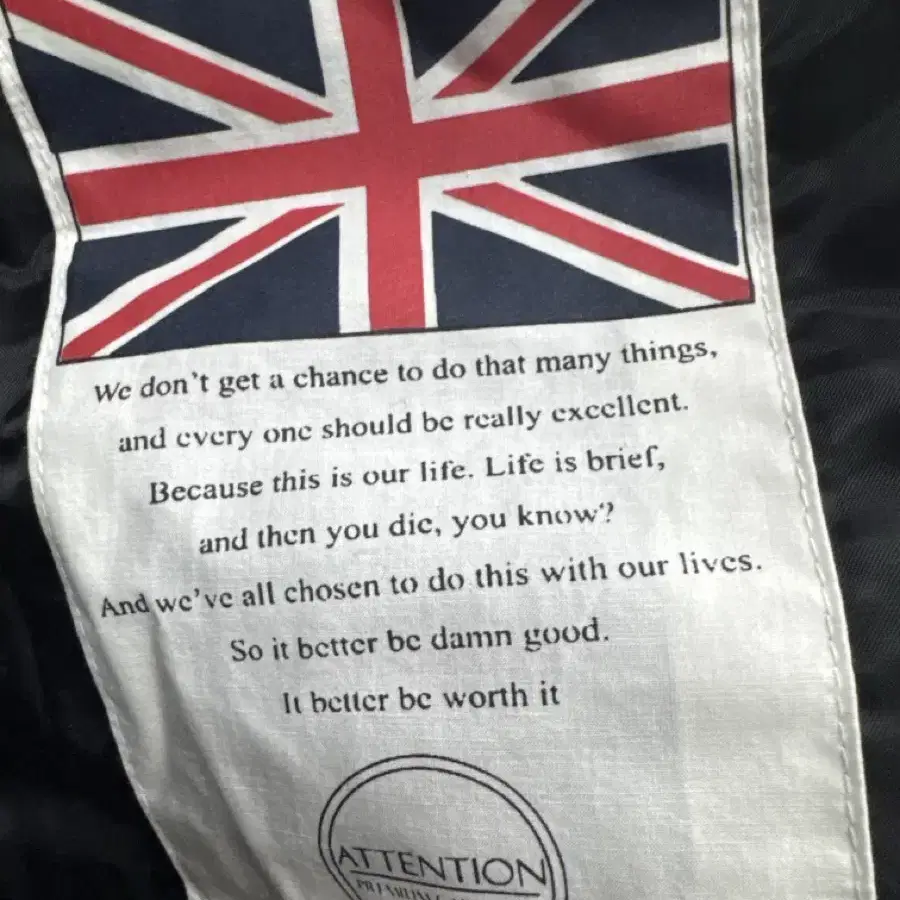 We don't get a chance to do that many things,
and every one should be really excellent.
Because this is our life. Life is brief,
and then you die, you know?
And we've all chosen to do this with our lives.
So it better be damn good.
It better be worth it
ATTENTION